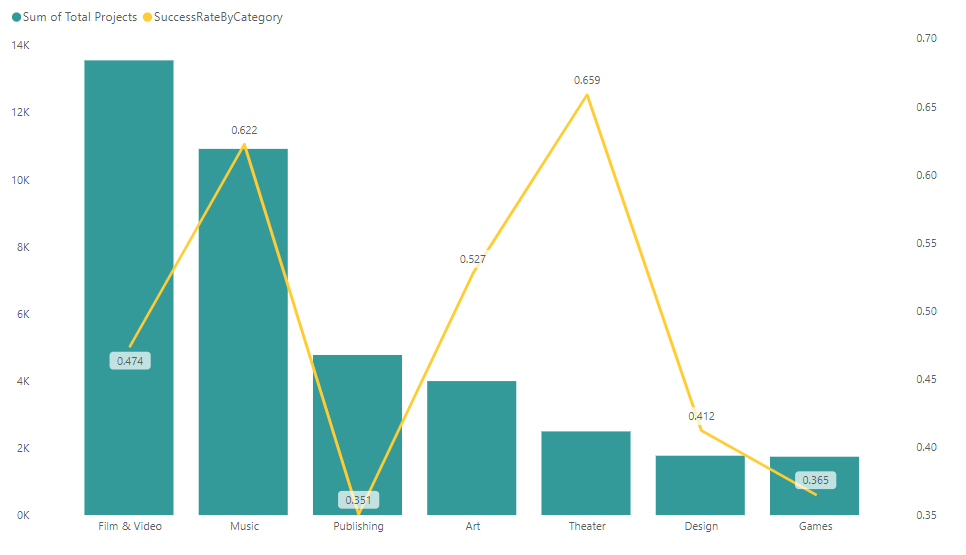 Sum of Total Projects SuccessRateByCategory
14K
12K
10K
8K
6K
4K
2K
0K
0.70
0.65
0.60
0.55
0.50
0.45
0.40
0.35
0.474
0.622
0.351
0.527
0.659
0.412
0.365
Film & Video Music Publishing Art Theater Design Games